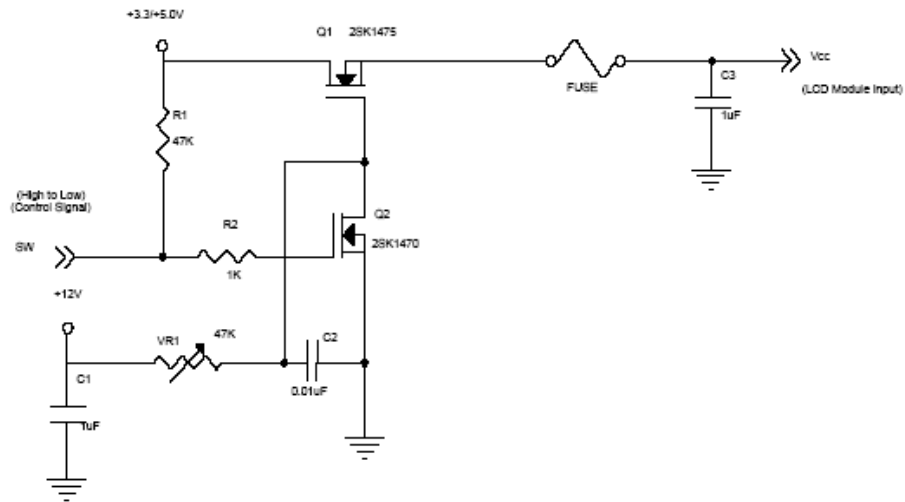 +3.3/+5.0V
Q1 2SK1475
Vcc
FUSE
C3
(LCD Module Input)
1uF
R1
47K
(High to Low)
(Control Signal)
R2
Q2
SW
2SK1470
1K
+12V
VR1
47K
C2
C1
0.01uF
1uF